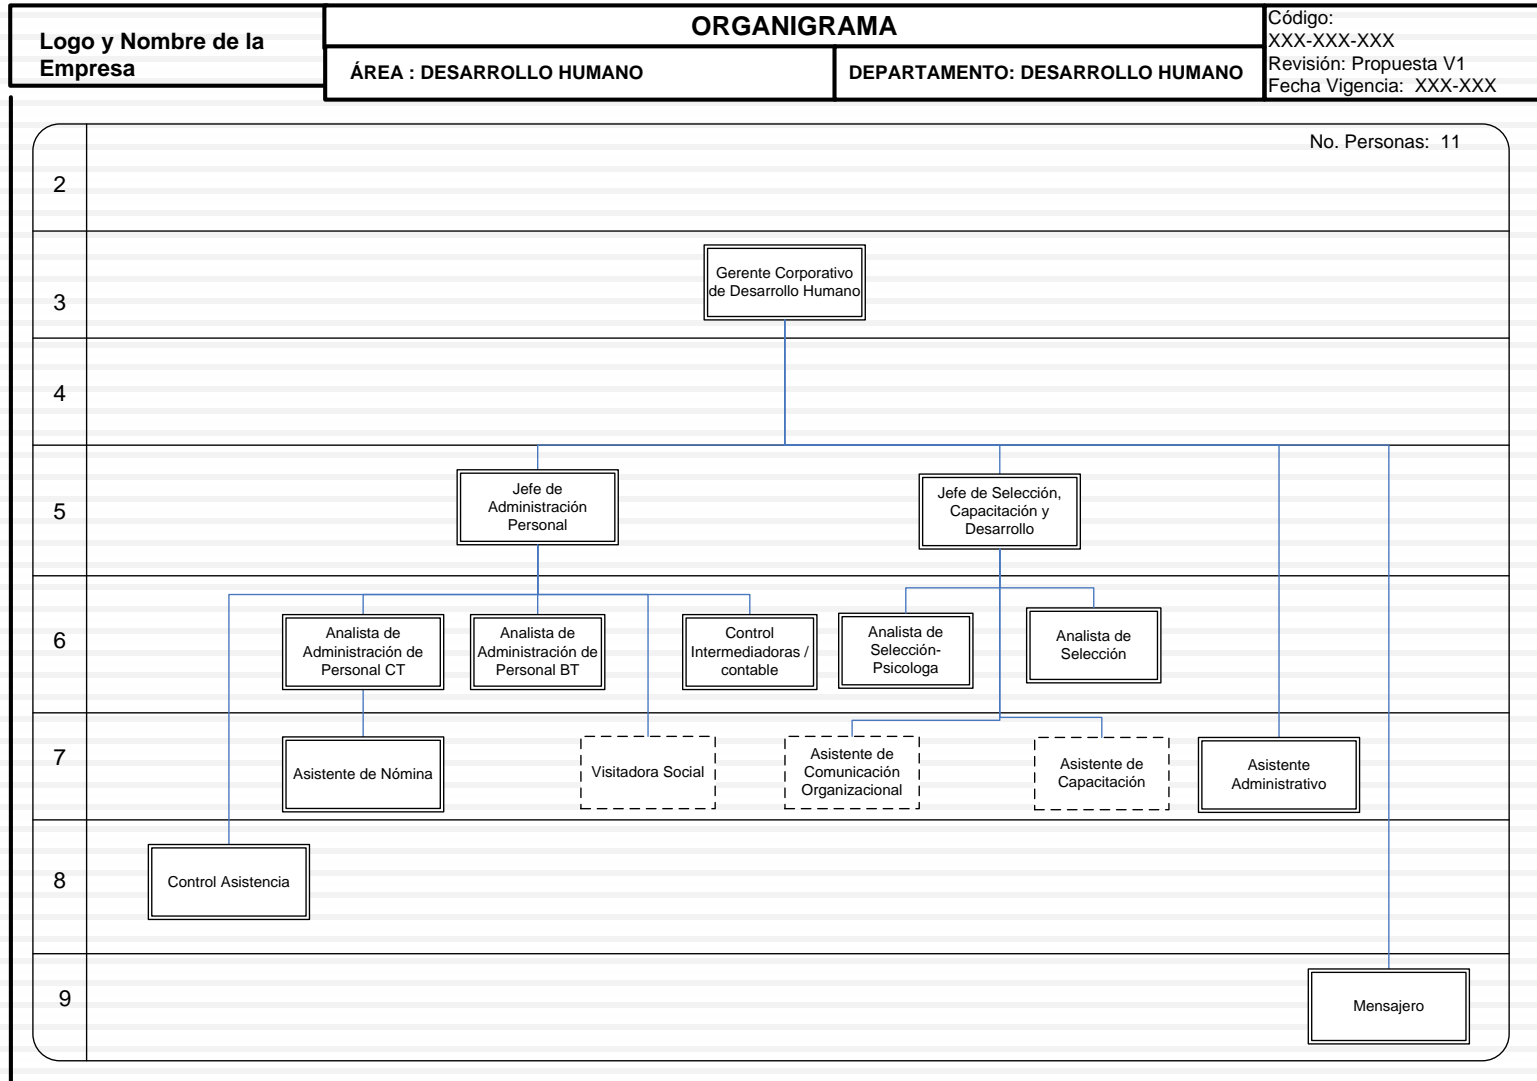 Logo y Nombre de la
Empresa
ORGANIGRAMA
ÁREA : DESARROLLO HUMANO
DEPARTAMENTO: DESARROLLO HUMANO
Código:
XXX-XXX-XXX
Revisión: Propuesta V1
Fecha Vigencia: XXX-XXX
No. Personas: 11
2
3
Gerente Corporativo
de Desarrollo Humano
4
5
Jefe de
Administración
Personal
Jefe de Selección,
Capacitación y
Desarrollo
6
Analista de
Administración de
Personal CT
Analista de
Administración de
Personal BT
Control
Intermediadoras /
contable
Analista de
Selección-
Psicologa
Analista de
Selección
7
Asistente de Nómina
Visitadora Social
Asistente de
Comunicación
Organizacional
Asistente de
Capacitación
Asistente
Administrativo
8
Control Asistencia
9
Mensajero